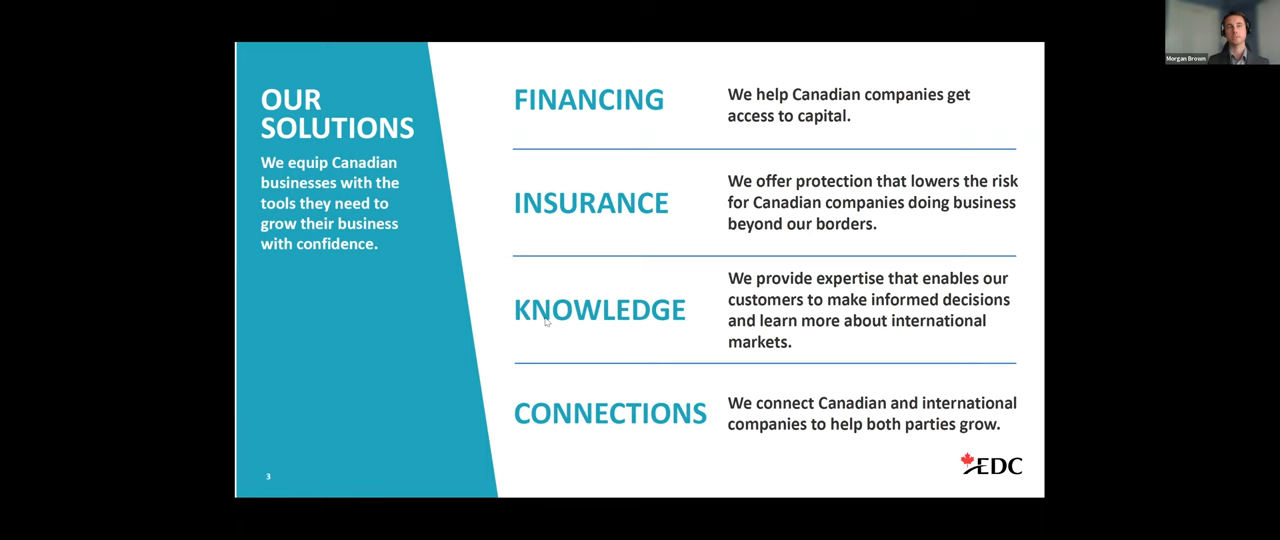 OUR
SOLUTIONS
We equip Canadian
businesses with the
tools they need to
grow their business
with confidence.
3
FINANCING
We help Canadian companies get
access to capital.
INSURANCE
We offer protection that lowers the risk
for Canadian companies doing business
beyond our borders.
KNOWLEDGE
We provide expertise that enables our
customers to make informed decisions
and learn more about international
markets.
CONNECTIONS
We connect Canadian and international
companies to help both parties grow.
EDC
Morgan Brown